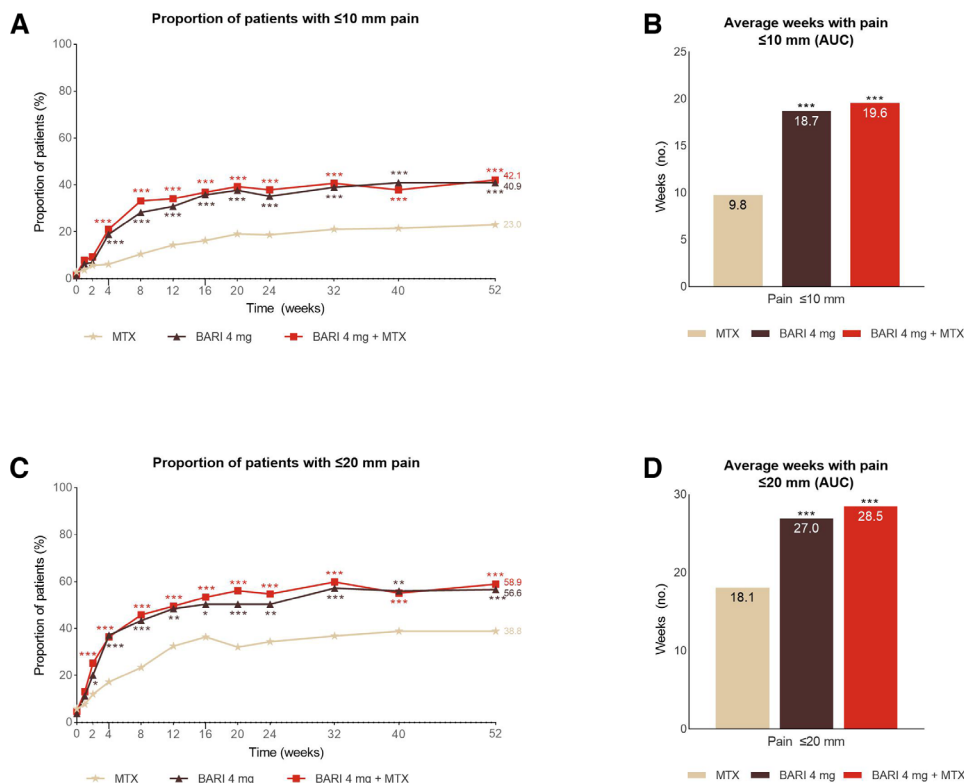 A
Proportion of patients with ≤10 mm pain
Proportion of patients (%)
100
80
60
40
20
0
*** *** *** *** *** *** *** *** *** ***
*** *** *** *** *** *** *** *** ***
42.1
40.9
23.0
0 2 4 8 12 16 20 24 32 40 52
Time (weeks)
MTX BARI 4 mg BARI 4 mg + MTX
B
Average weeks with pain
≤10 mm (AUC)
Weeks (no.)
25
20
15
10
5
0
*** ***
9.8 18.7 19.6
Pain ≤10 mm
MTX BARI 4 mg BARI 4 mg + MTX
C
Proportion of patients with ≤20 mm pain
Proportion of patients (%)
100
80
60
40
20
0
*** *** *** *** *** *** *** *** ** ***
* *** *** ** * *** ** *** *** ***
58.9
56.6
38.8
0 2 4 8 12 16 20 24 32 40 52
Time (weeks)
MTX BARI 4 mg BARI 4 mg + MTX
D
Average weeks with pain
≤20 mm (AUC)
Weeks (no.)
30
20
10
0
*** ***
18.1 27.0 28.5
Pain ≤20 mm
MTX BARI 4 mg BARI 4 mg + MTX